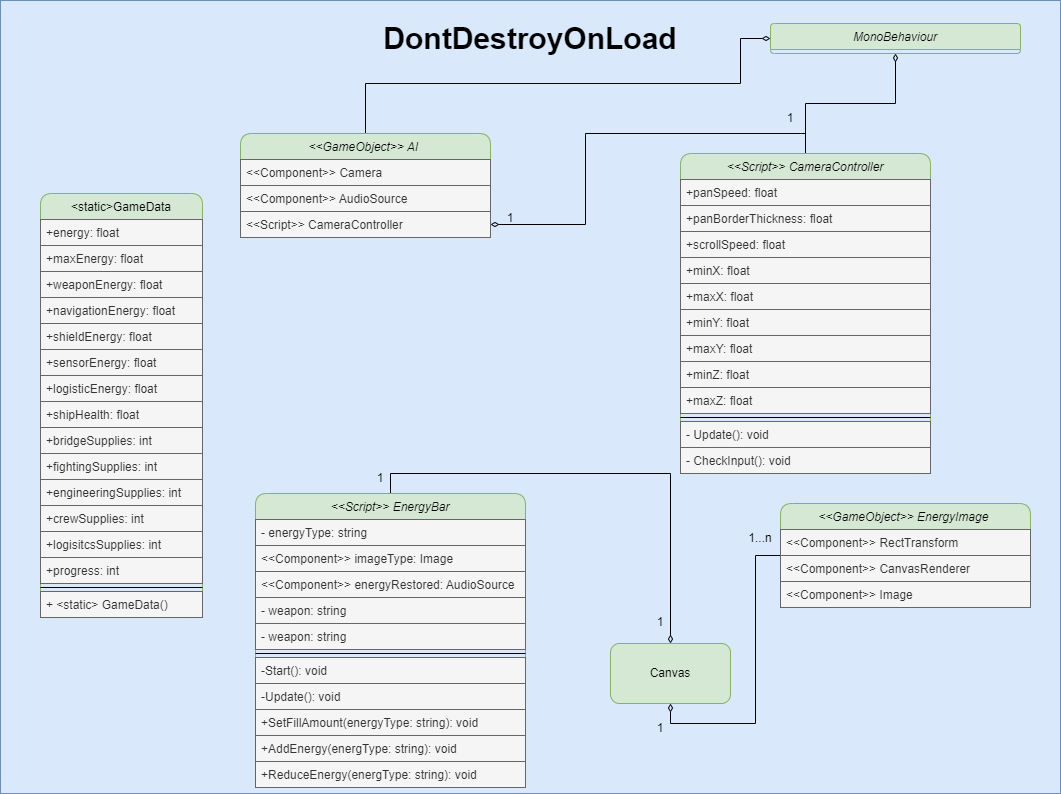 DontDestroyOnLoad
MonoBehaviour
1
<<GameObject>> AI
<<Component>> Camera
<<Component>> AudioSource
<<Script>> CameraController
1
<<Script>> CameraController
+panSpeed: float
+panBorderThickness: float
+scrollSpeed: float
+minX: float
+maxX: float
+minY: float
+maxY: float
+minZ: float
+maxZ: float
- Update(): void
- CheckInput(): void
<static>GameData
+energy: float
+maxEnergy: float
+weaponEnergy: float
+navigationEnergy: float
+shieldEnergy: float
+sensorEnergy: float
+logisticEnergy: float
+shipHealth: float
+bridgeSupplies: int
+fightingSupplies: int
+engineeringSupplies: int
+crewSupplies: int
+logisitcsSupplies: int
+progress: int
+ <static> GameData()
1
<<Script>> EnergyBar
- energyType: string
<<Component>> imageType: Image
<<Component>> energyRestored: AudioSource
- weapon: string
- weapon: string
-Start(): void
-Update(): void
+SetFillAmount(energyType: string): void
+AddEnergy(energType: string): void
+ReduceEnergy(energType: string): void
<<GameObject>> EnergyImage
1...n
<<Component>> RectTransform
<<Component>> CanvasRenderer
<<Component>> Image
1
Canvas
1